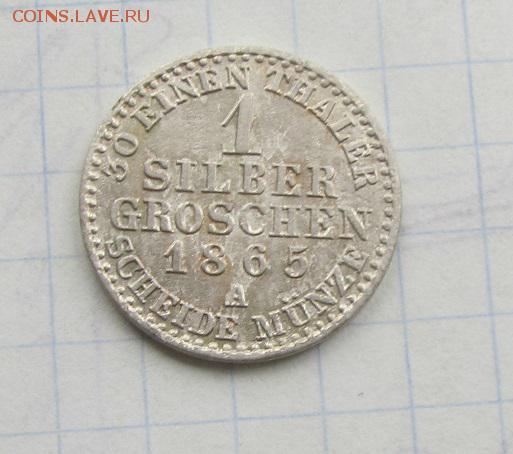 COINS.LAVE.RU
30 EINEN THALER
1
SILBER
GROSCHEN
1865
A
SCHEIDE MÜNZE